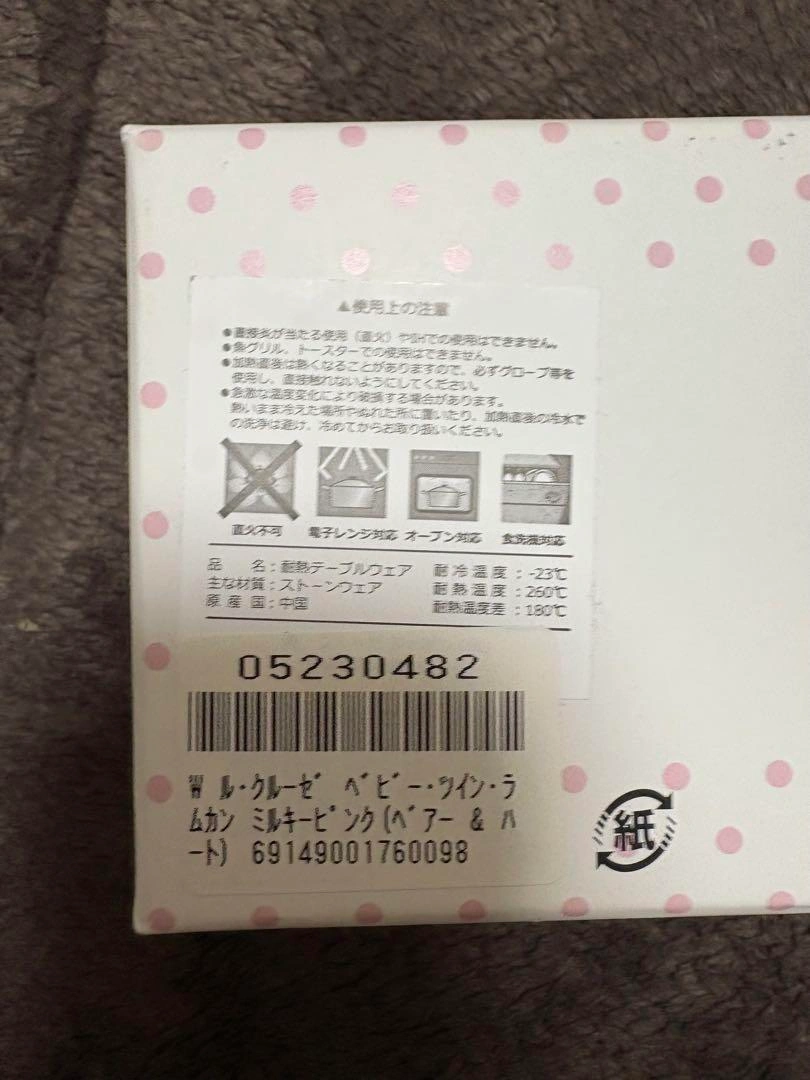 ▲使用上の注意
●直接炎が当たる使用（直火）やIHでの使用はできません。
●魚グリル、トースターでの使用はできません。
●加熱直後は熱くなることがありますので、必ずグローブ等を
使用し、直接触れないようにしてください。
●急激な温度変化により破損する場合があります。
熱いまま冷えた場所やぬれた所に置いたり、加熱直後の冷水で
の洗浄は避け、冷めてからお取り扱いください。
直火不可 電子レンジ対応 オーブン対応 食洗機対応
品名：耐熱テーブルウェア 耐冷温度：-23℃
主な材質：ストーンウェア 耐熱温度：260℃
原産国：中国 耐熱温度差：180℃
05230482
W ﾙ･ｸﾙｰｾﾞ ﾍﾞﾋﾞｰ･ﾂｲﾝ･ﾗ
ﾑｶﾝ ﾐﾙｷｰﾋﾟﾝｸ(ﾍﾞｱｰ & ﾊ
ｰﾄ) 69149001760098
紙